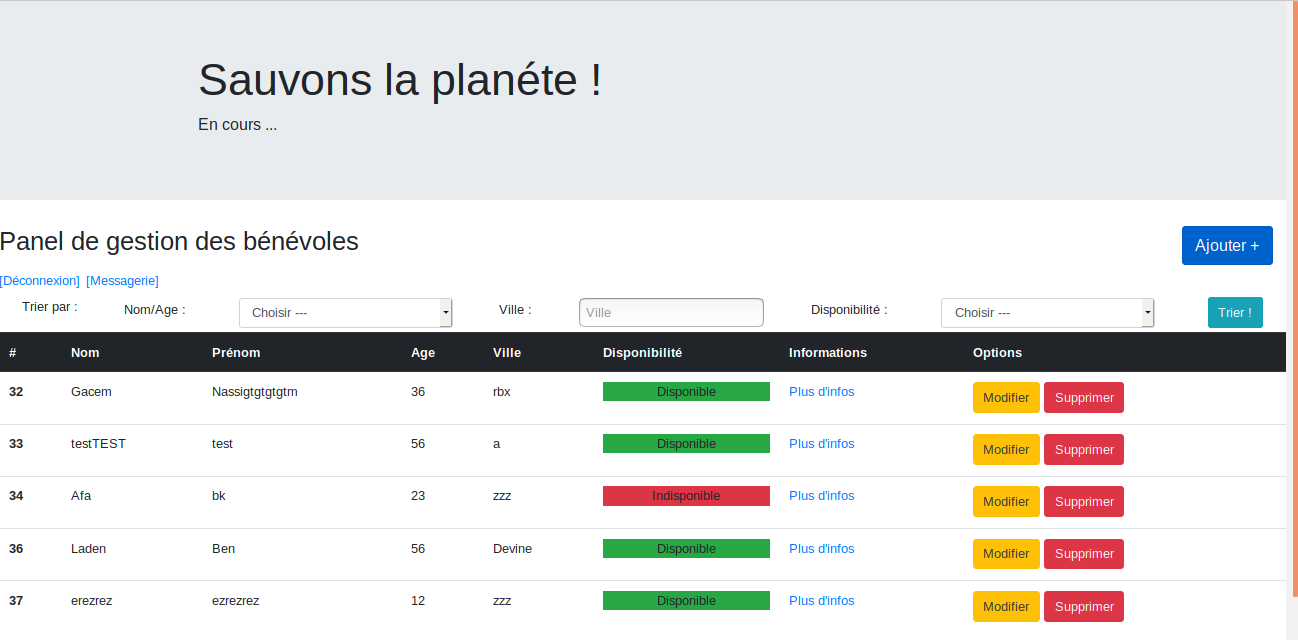 Sauvons la planéte !
En cours ...
Panel de gestion des bénévoles
Ajouter +
[Déconnexion] [Messagerie]
Trier par : Nom/Age : Choisir --- Ville : Ville Disponibilité : Choisir --- Trier !
# Nom Prénom Age Ville Disponibilité Informations Options
32 Gacem Nassigtgtgtgtm 36 rbx Disponible Plus d'infos Modifier Supprimer
33 testTEST test 56 a Disponible Plus d'infos Modifier Supprimer
34 Afa bk 23 zzz Indisponible Plus d'infos Modifier Supprimer
36 Laden Ben 56 Devine Disponible Plus d'infos Modifier Supprimer
37 erezrez ezrezrez 12 zzz Disponible Plus d'infos Modifier Supprimer